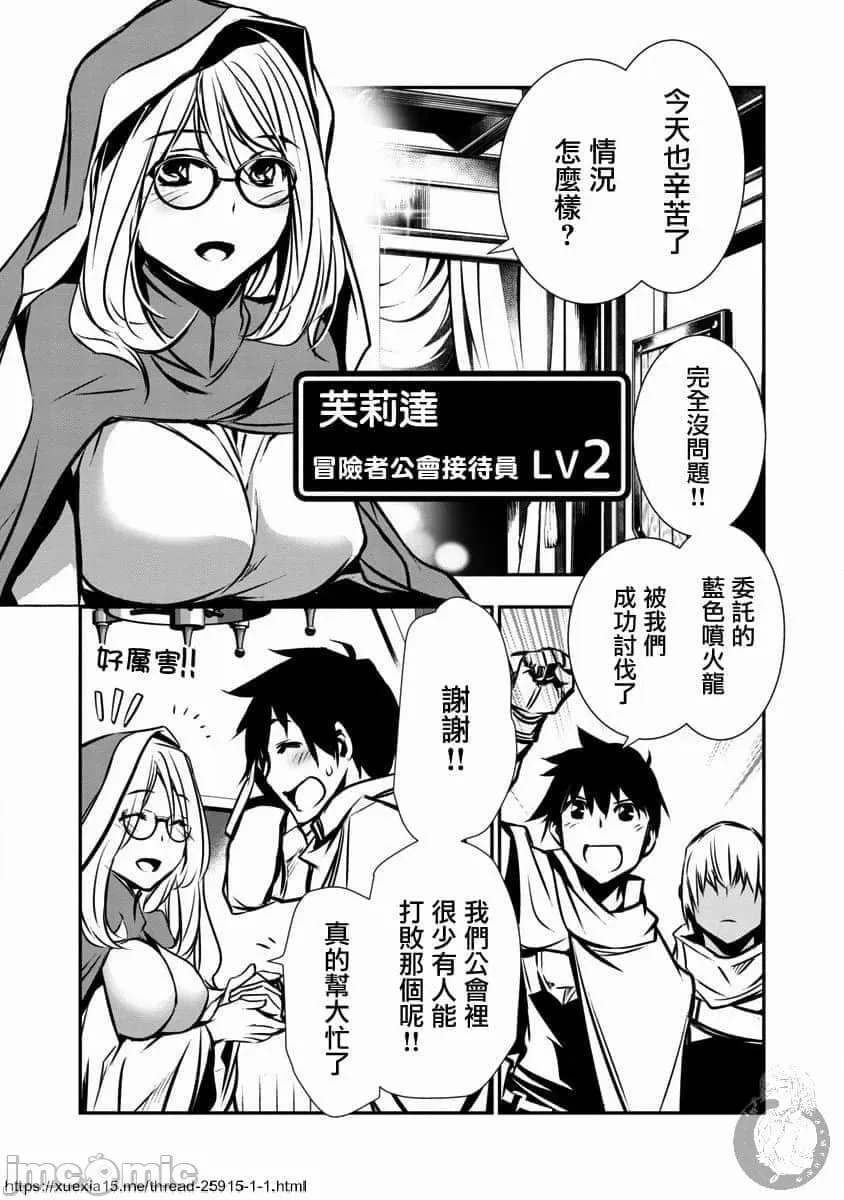 今天也辛苦了
情況
怎麼樣?
芙莉達
冒險者公會接待員 LV2
完全沒問題!!
委託的
藍色噴火龍
被我們
成功討伐了
謝謝!!
好厲害!!
我們公會裡
很少有人能
打敗那個呢!!
真的幫大忙了
jmcomic
https://xuexia15.me/thread-25915-1-1.html